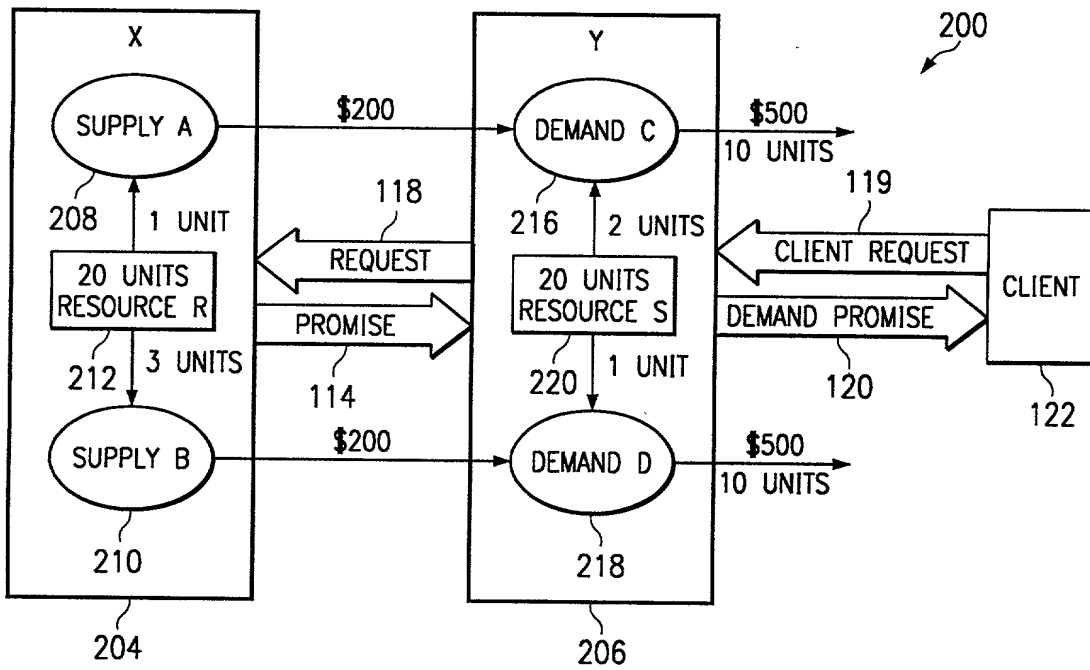 X
Y
200
SUPPLY A
$200
DEMAND C
$500
10 UNITS
208
1 UNIT
118
216
2 UNITS
119
20 UNITS
RESOURCE R
REQUEST
20 UNITS
RESOURCE S
CLIENT REQUEST
CLIENT
PROMISE
DEMAND PROMISE
212
3 UNITS
114
220
1 UNIT
120
122
SUPPLY B
$200
DEMAND D
$500
10 UNITS
210
218
204
206